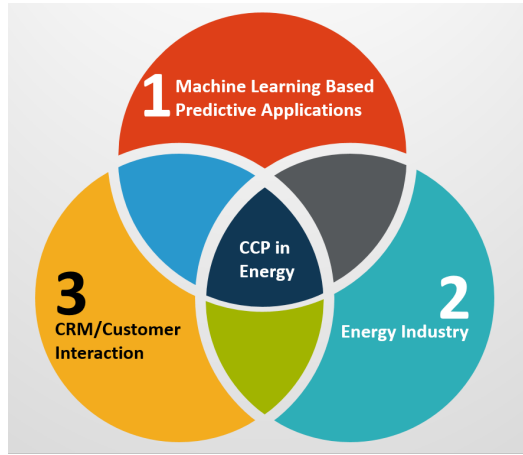 1
Machine Learning Based
Predictive Applications
CCP in
Energy
2
Energy Industry
3
CRM/Customer
Interaction